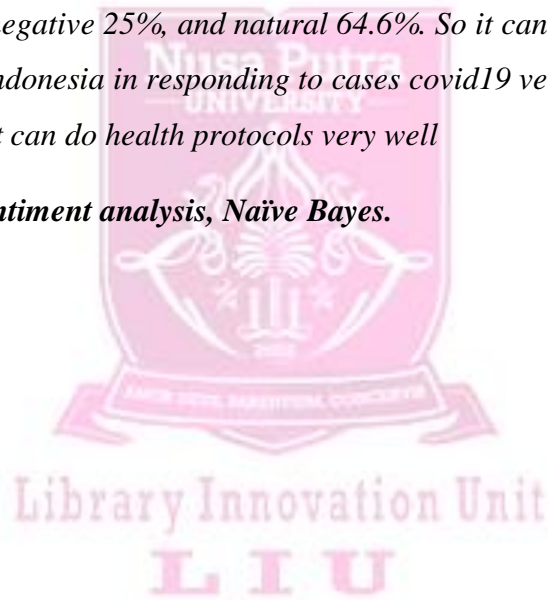 negative 25%, and natural 64.6%. So it can
ndonesia in responding to cases covid19 ve
t can do health protocols very well
ntiment analysis, Naïve Bayes.
Nusa Putra
UNIVERSITY
Library Innovation Unit
L I U